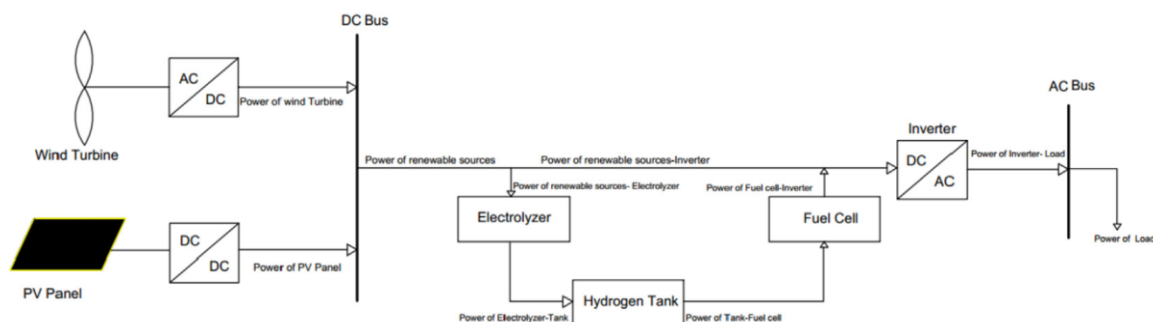 DC Bus
AC
DC
Power of wind Turbine
Wind Turbine
AC Bus
Inverter
DC
AC
Power of Inverter- Load
Power of renewable sources
Power of renewable sources-Inverter
Power of renewable sources- Electrolyzer
Power of Fuel cell-Inverter
Electrolyzer
Fuel Cell
DC
DC
Power of PV Panel
PV Panel
Power of Load
Hydrogen Tank
Power of Electrolyzer-Tank
Power of Tank-Fuel cell